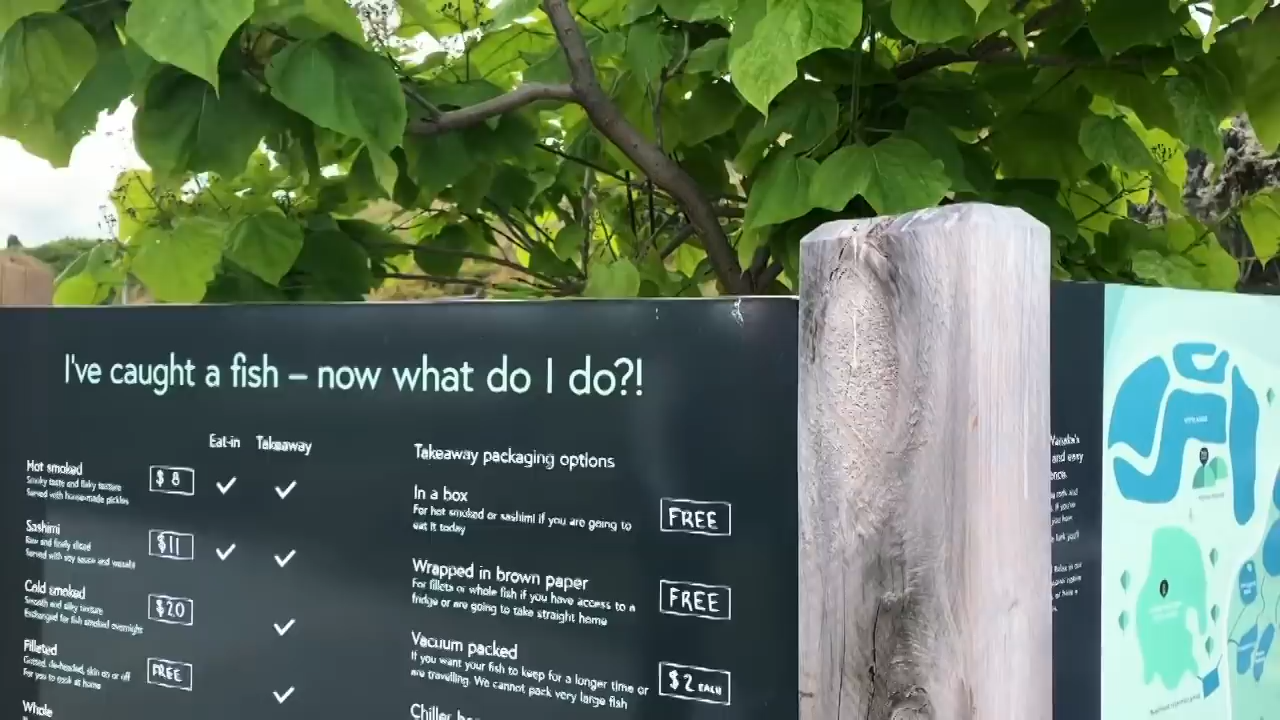 I've caught a fish – now what do I do?!
Eat-in Takeaway
Hot smoked
Smoky taste and flaky texture
Served with house-made pickles
$ 8
Sashimi
Raw and finely sliced
Served with soy sauce and wasabi
$11
Cold smoked
Smooth and silky texture
Exchanged for fish smoked overnight
$20
Filleted
Gutted, de-headed, skin on or off
For you to cook at home
FREE
Whole
Takeaway packaging options
In a box
For hot smoked or sashimi if you are going to
eat it today
FREE
Wrapped in brown paper
For fillets or whole fish if you have access to a
fridge or are going to take straight home
FREE
Vacuum packed
If you want your fish to keep for a longer time or
are travelling. We cannot pack very large fish
$2 EACH
Chiller
and easy